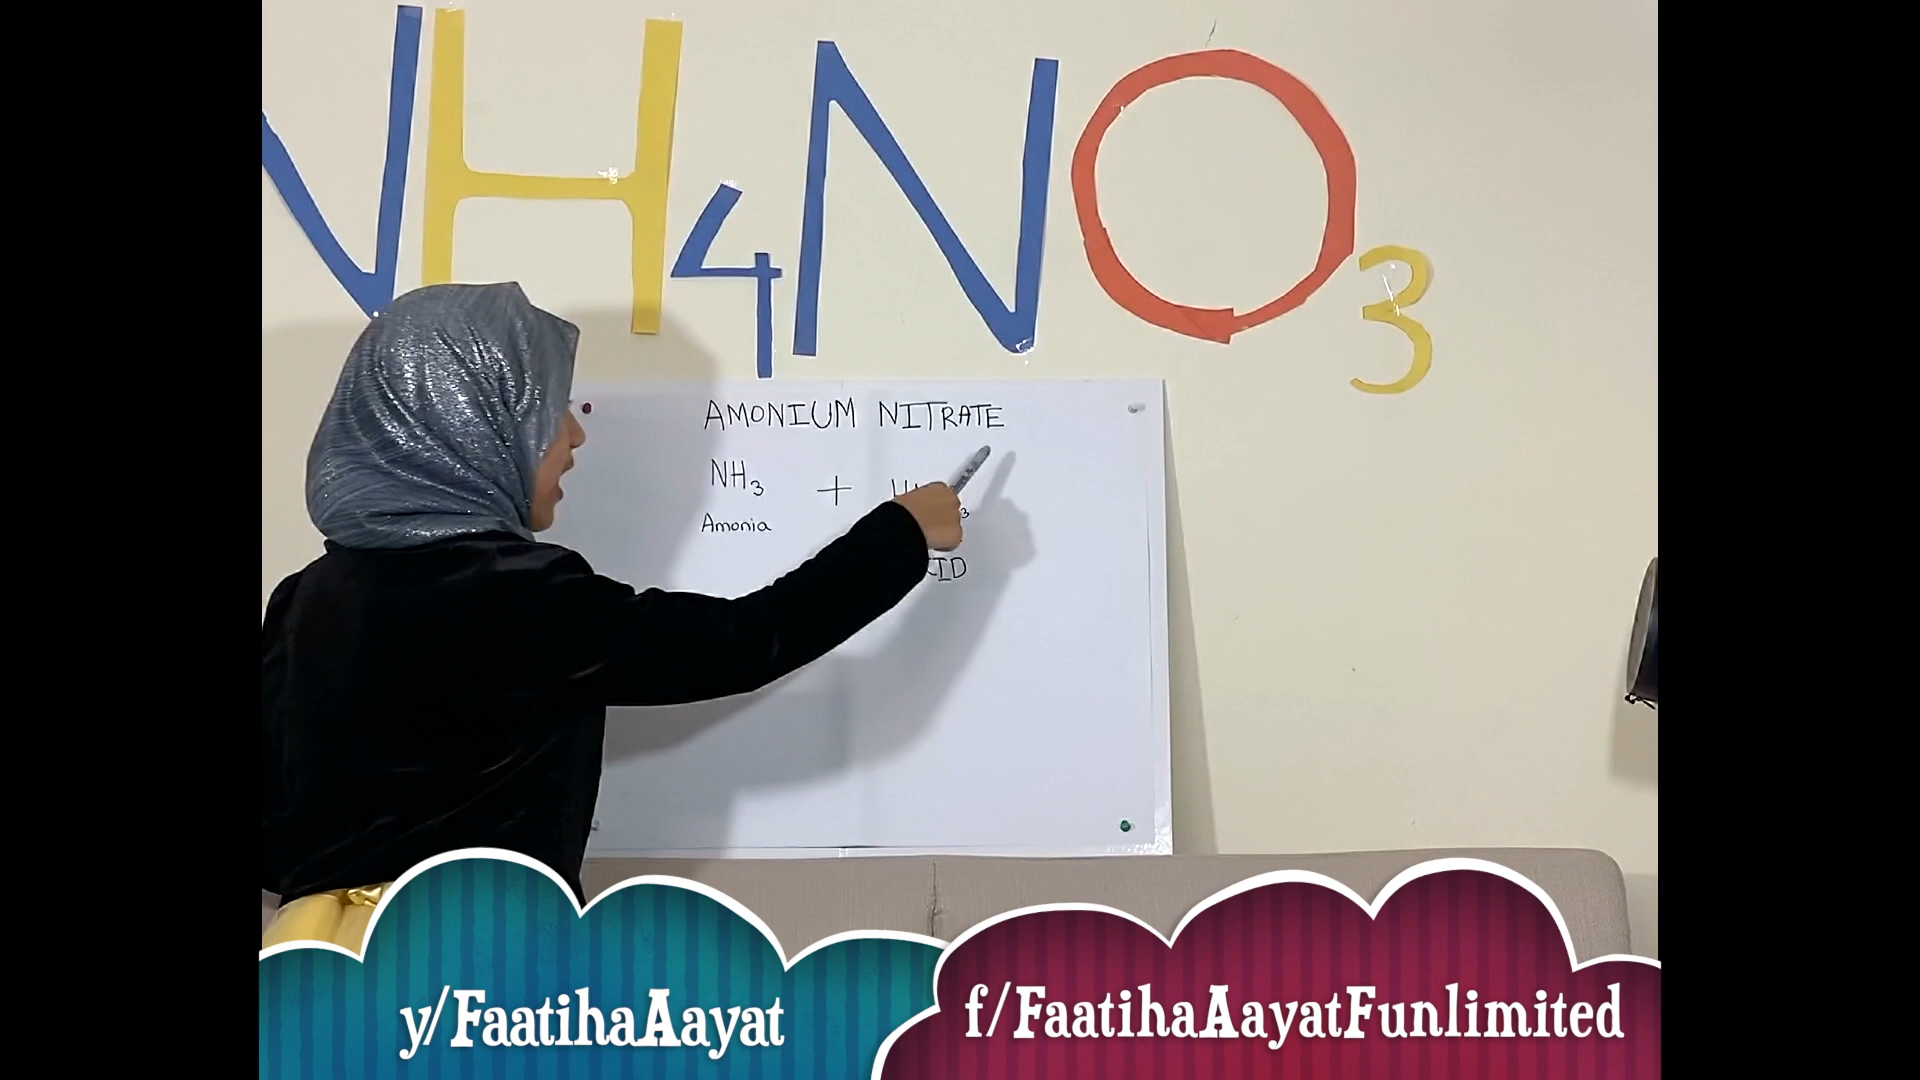 NH4NO3
AMONIUM NITRATE
NH3 +
Amonia
y/FaatihaAayat
f/FaatihaAayatFunlimited